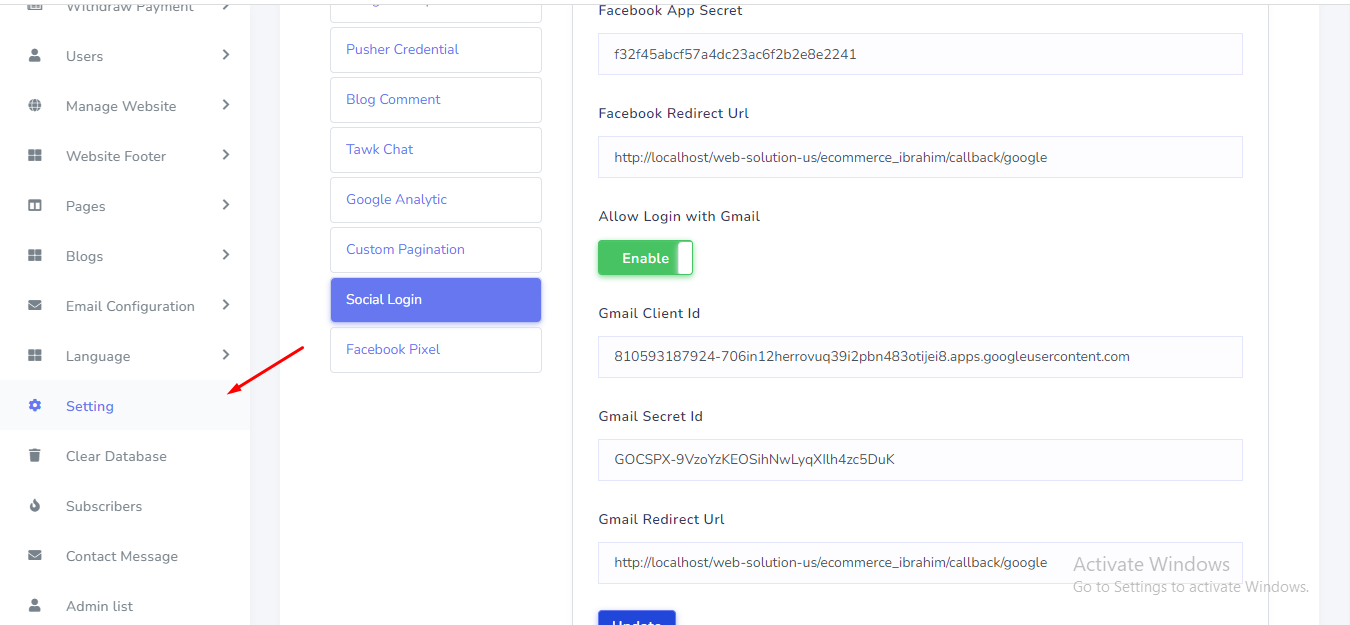 Withdraw Payment
Users
Manage Website
Website Footer
Pages
Blogs
Email Configuration
Language
Setting
Clear Database
Subscribers
Contact Message
Admin list
Pusher Credential
Blog Comment
Tawk Chat
Google Analytic
Custom Pagination
Social Login
Facebook Pixel
Facebook App Secret
f32f45abcf57a4dc23ac6f2b2e8e2241
Facebook Redirect Url
http://localhost/web-solution-us/ecommerce_ibrahim/callback/google
Allow Login with Gmail
Enable
Gmail Client Id
810593187924-706in12herrovuq39i2pbn483otijei8.apps.googleusercontent.com
Gmail Secret Id
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
Gmail Redirect Url
http://localhost/web-solution-us/ecommerce_ibrahim/callback/google
Update
Activate Windows
Go to Settings to activate Windows.